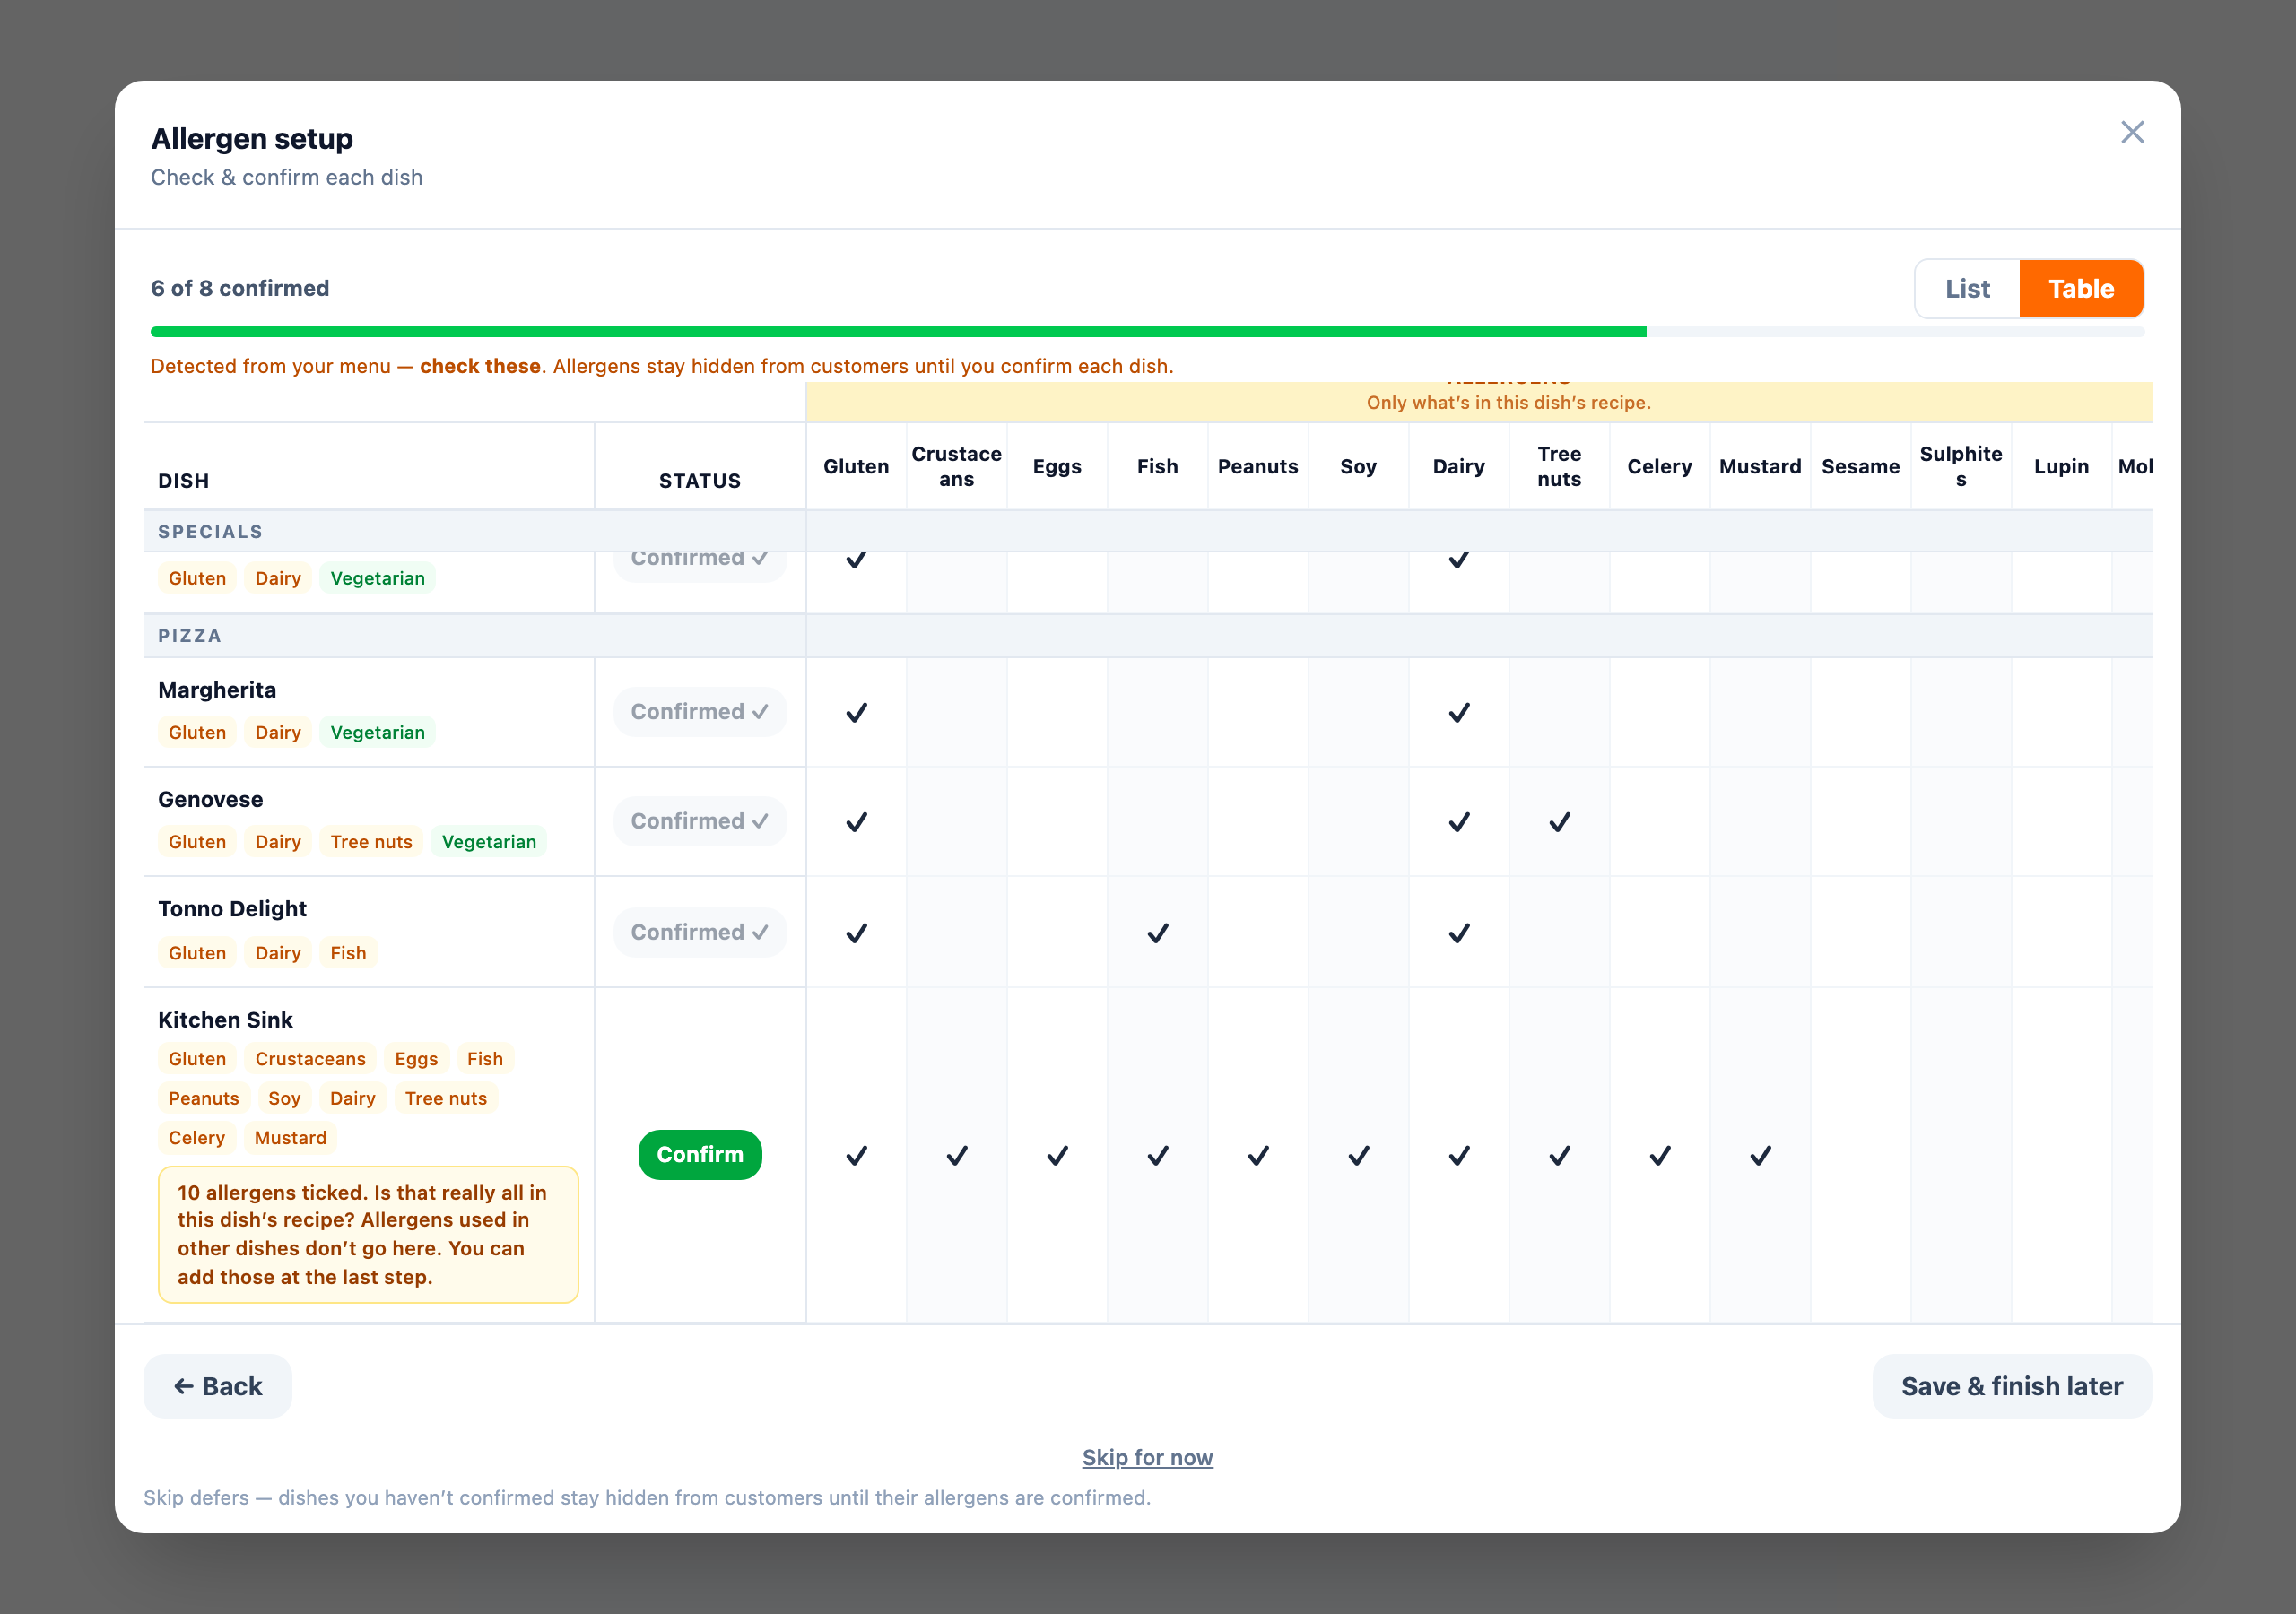 Allergen setup
Check & confirm each dish
6 of 8 confirmed
List
Table
Detected from your menu — check these. Allergens stay hidden from customers until you confirm each dish.
Only what’s in this dish’s recipe.
DISH
STATUS
Gluten
Crustace
ans
Eggs
Fish
Peanuts
Soy
Dairy
Tree
nuts
Celery
Mustard
Sesame
Sulphite
s
Lupin
Mol
SPECIALS
Confirmed ✓ ✓ ✓
Gluten Dairy Vegetarian
PIZZA
Margherita
Gluten Dairy Vegetarian
Confirmed ✓ ✓ ✓
Genovese
Gluten Dairy Tree nuts Vegetarian
Confirmed ✓ ✓ ✓ ✓
Tonno Delight
Gluten Dairy Fish
Confirmed ✓ ✓ ✓ ✓
Kitchen Sink
Gluten Crustaceans Eggs Fish
Peanuts Soy Dairy Tree nuts
Celery Mustard
10 allergens ticked. Is that really all in
this dish’s recipe? Allergens used in
other dishes don’t go here. You can
add those at the last step.
Confirm ✓ ✓ ✓ ✓ ✓ ✓ ✓ ✓ ✓ ✓
← Back
Save & finish later
Skip for now
Skip defers — dishes you haven’t confirmed stay hidden from customers until their allergens are confirmed.